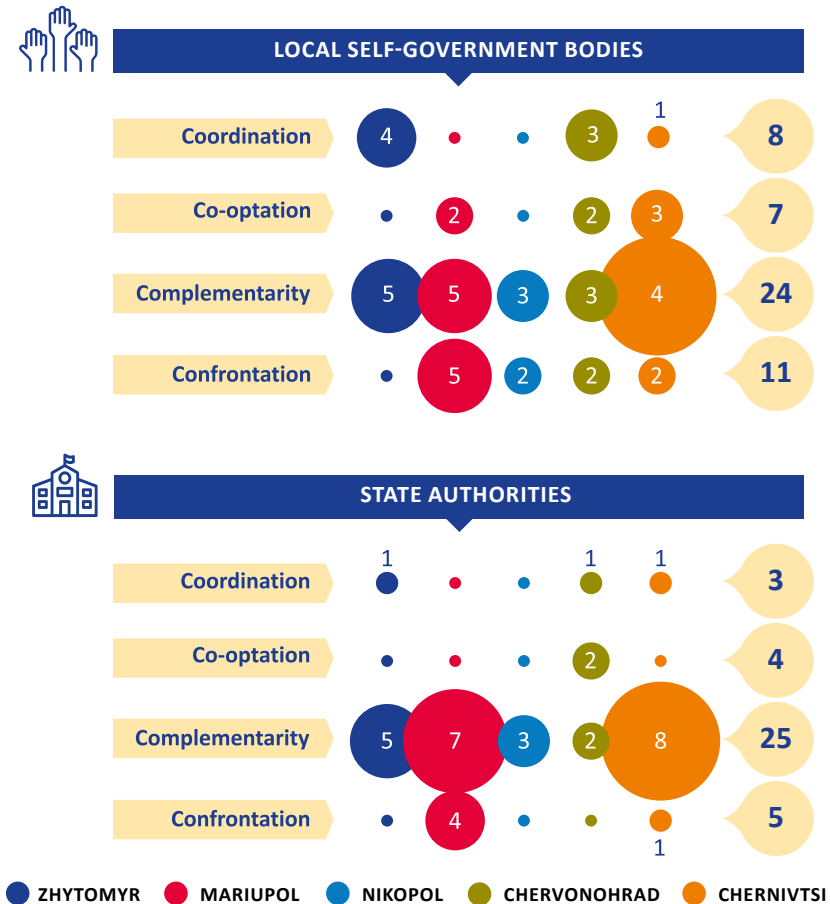 LOCAL SELF-GOVERNMENT BODIES
1
Coordination 4 3 8
Co-optation 2 2 3 7
Complementarity 5 5 3 3 4 24
Confrontation 5 2 2 2 11
STATE AUTHORITIES
1 1 1
Coordination 3
Co-optation 2 4
Complementarity 5 7 3 2 8 25
Confrontation 4 5
1
ZHYTOMYR MARIUPOL NIKOPOL CHERVONOHRAD CHERNIVTSI